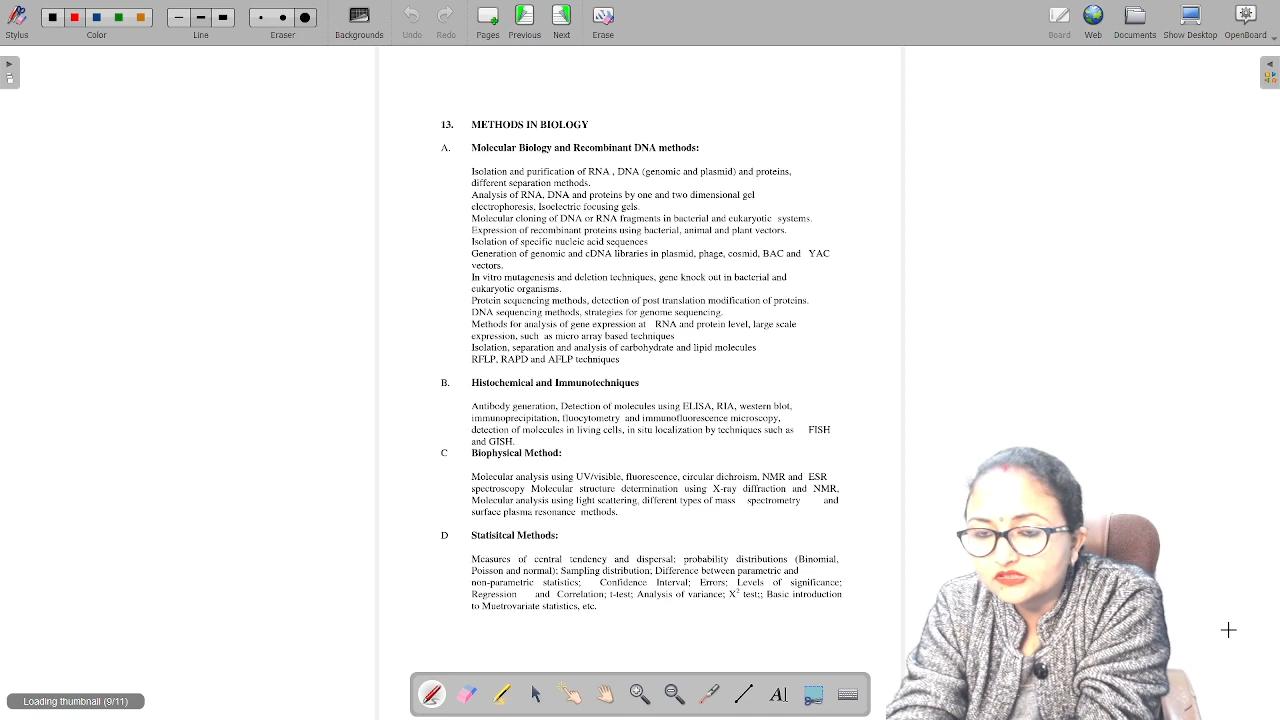 Stylus Color Line Eraser Backgrounds Undo Redo Pages Previous Next Erase Board Web Documents Show Desktop OpenBoard
13. METHODS IN BIOLOGY
A. Molecular Biology and Recombinant DNA methods:
Isolation and purification of RNA , DNA (genomic and plasmid) and proteins,
different separation methods.
Analysis of RNA, DNA and proteins by one and two dimensional gel
electrophoresis, Isoelectric focusing gels.
Molecular cloning of DNA or RNA fragments in bacterial and eukaryotic systems.
Expression of recombinant proteins using bacterial, animal and plant vectors.
Isolation of specific nucleic acid sequences
Generation of genomic and cDNA libraries in plasmid, phage, cosmid, BAC and YAC
vectors.
In vitro mutagenesis and deletion techniques, gene knock out in bacterial and
eukaryotic organisms.
Protein sequencing methods, detection of post translation modification of proteins.
DNA sequencing methods, strategies for genome sequencing.
Methods for analysis of gene expression at RNA and protein level, large scale
expression, such as micro array based techniques
Isolation, separation and analysis of carbohydrate and lipid molecules
RFLP, RAPD and AFLP techniques
B. Histochemical and Immunotechniques
Antibody generation, Detection of molecules using ELISA, RIA, western blot,
immunoprecipitation, fluocytometry and immunofluorescence microscopy,
detection of molecules in living cells, in situ localization by techniques such as FISH
and GISH.
C Biophysical Method:
Molecular analysis using UV/visible, fluorescence, circular dichroism, NMR and ESR
spectroscopy Molecular structure determination using X-ray diffraction and NMR,
Molecular analysis using light scattering, different types of mass spectrometry and
surface plasma resonance methods.
D Statisitcal Methods:
Measures of central tendency and dispersal; probability distributions (Binomial,
Poisson and normal); Sampling distribution; Difference between parametric and
non-parametric statistics; Confidence Interval; Errors; Levels of significance;
Regression and Correlation; t-test; Analysis of variance; X2 test;; Basic introduction
to Muetrovariate statistics, etc.
Loading thumbnail (9/11)